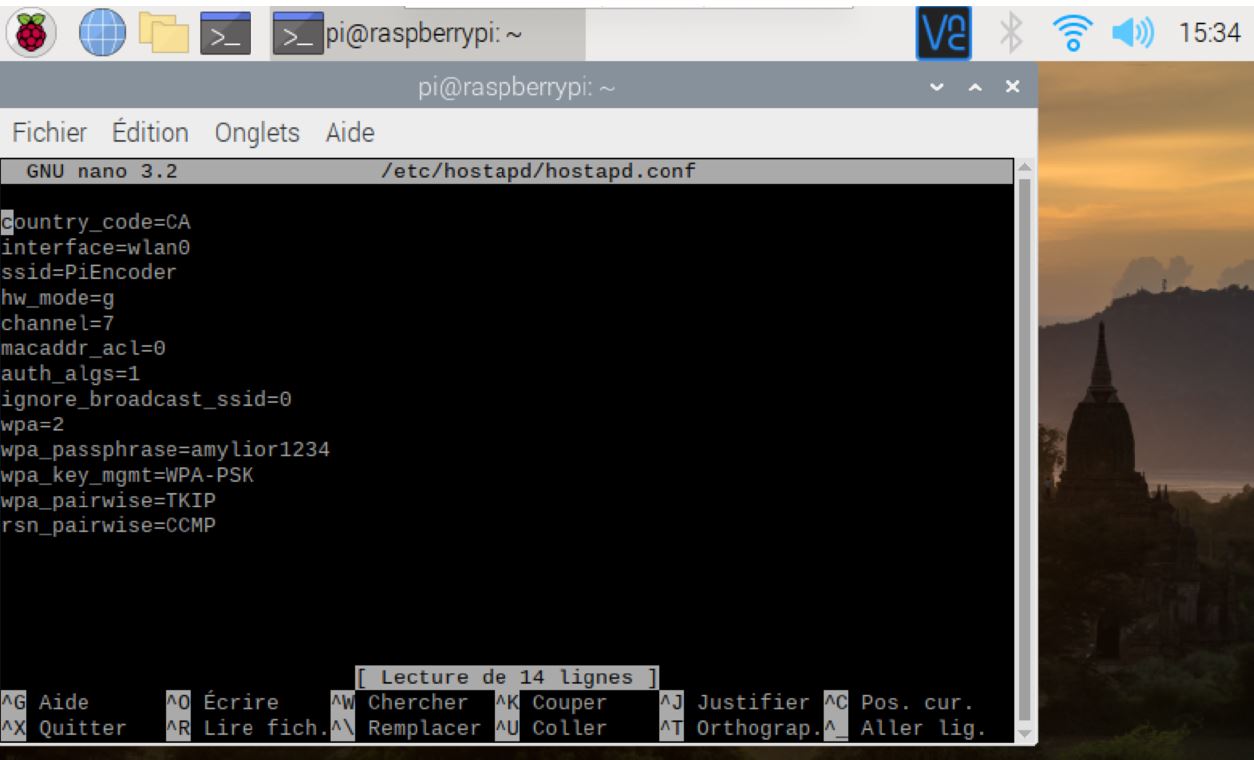 pi@raspberrypi: ~
15:34
pi@raspberrypi: ~
Fichier Édition Onglets Aide
GNU nano 3.2 /etc/hostapd/hostapd.conf
country_code=CA
interface=wlan0
ssid=PiEncoder
hw_mode=g
channel=7
macaddr_acl=0
auth_algs=1
ignore_broadcast_ssid=0
wpa=2
wpa_passphrase=amylior1234
wpa_key_mgmt=WPA-PSK
wpa_pairwise=TKIP
rsn_pairwise=CCMP
[ Lecture de 14 lignes ]
^G Aide ^O Écrire ^W Chercher ^K Couper ^J Justifier ^C Pos. cur.
^X Quitter ^R Lire fich. ^\ Remplacer ^U Coller ^T Orthograp. ^_ Aller lig.